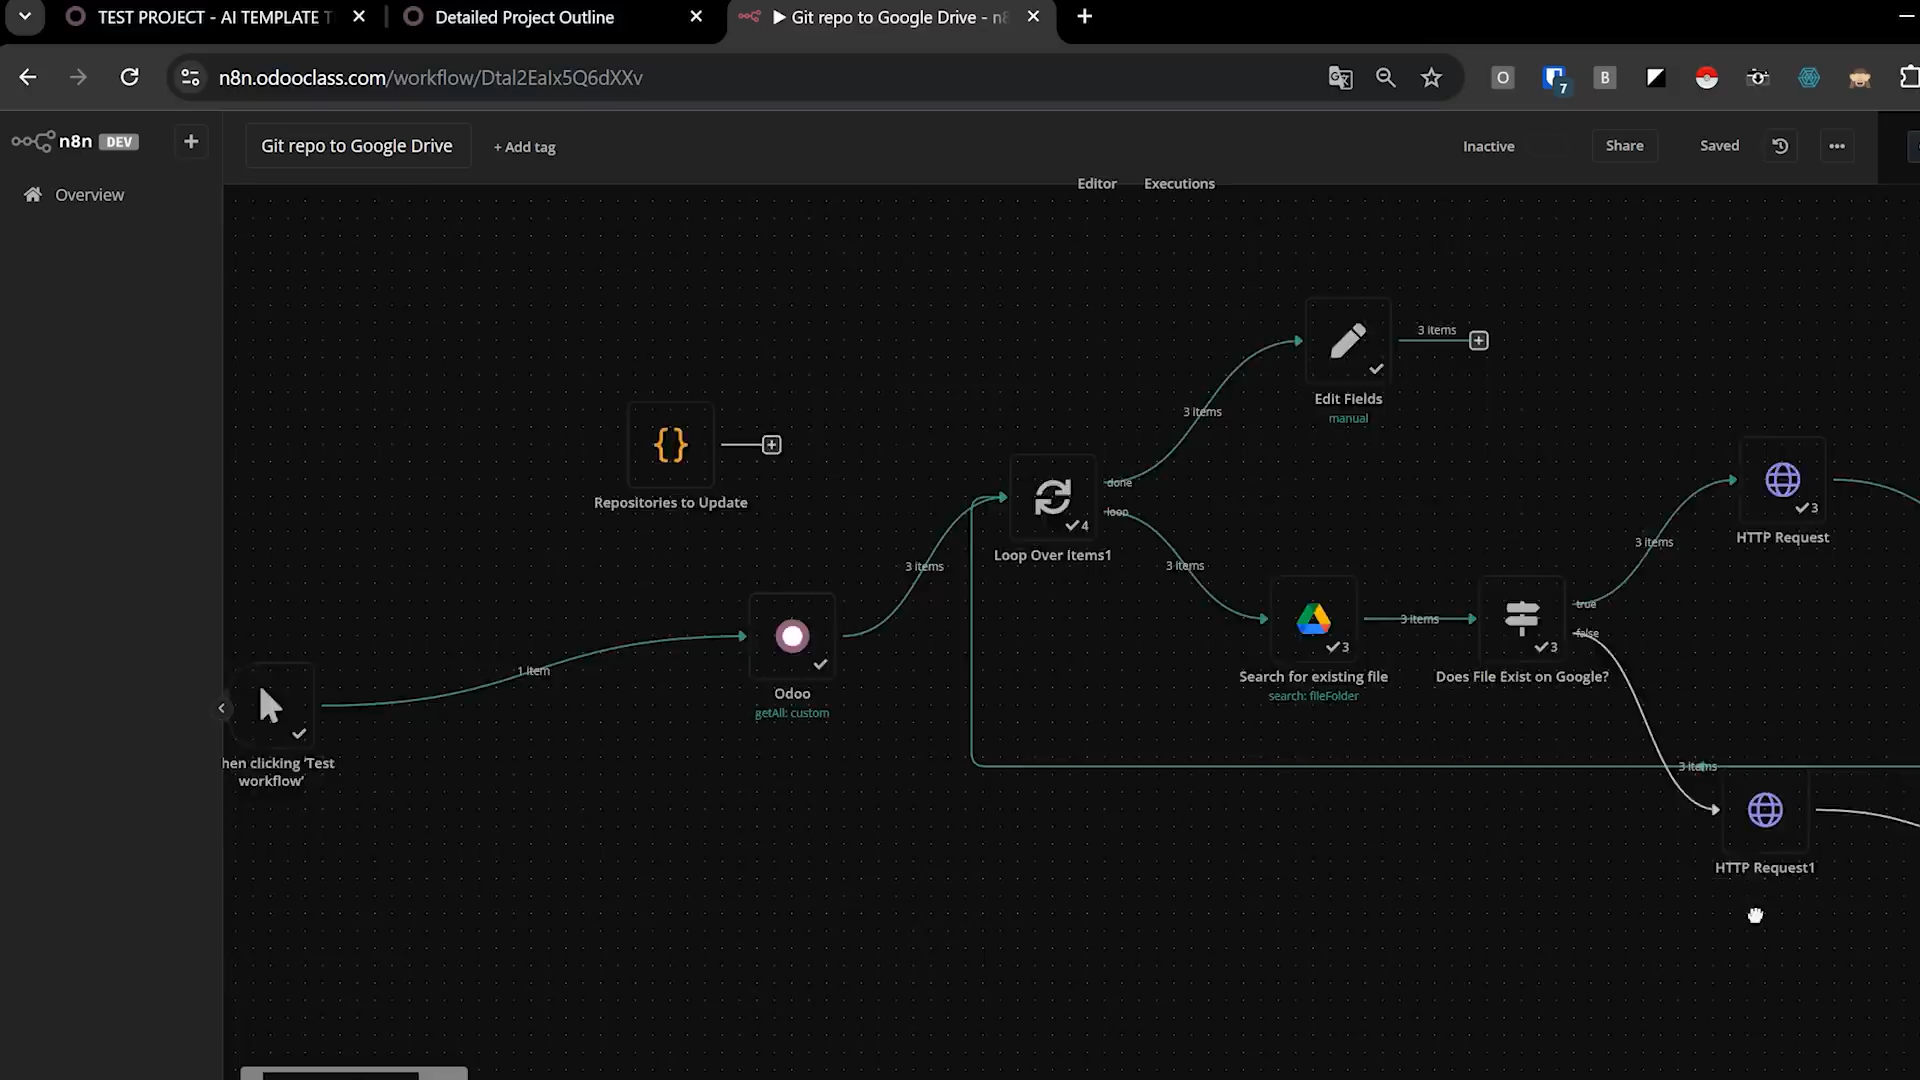 TEST PROJECT - AI TEMPLATE T
Detailed Project Outline
▶ Git repo to Google Drive - n8
n8n.odooclass.com/workflow/Dtal2EaIx5Q6dXXv
O
7
B
n8n DEV
Git repo to Google Drive
+ Add tag
Inactive
Share
Saved
Overview
Editor
Executions
3 items
Edit Fields
manual
3 items
Repositories to Update
done
loop
4
Loop Over Items1
3 items
3 items
3
HTTP Request
3 items
true
false
3 items
3
Search for existing file
search: fileFolder
3
Does File Exist on Google?
1 item
Odoo
getAll: custom
hen clicking 'Test
workflow'
3 items
HTTP Request1